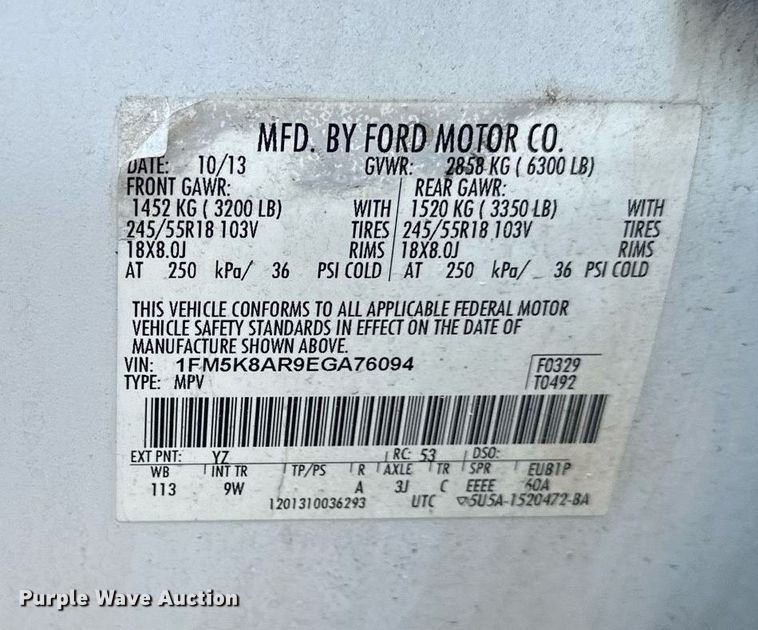 MFD. BY FORD MOTOR CO.
DATE: 10/13 GVWR: 2858 KG ( 6300 LB)
FRONT GAWR: REAR GAWR:
1452 KG ( 3200 LB) WITH 1520 KG ( 3350 LB) WITH
245/55R18 103V TIRES 245/55R18 103V TIRES
18X8.0J RIMS 18X8.0J RIMS
AT 250 kPa/ 36 PSI COLD AT 250 kPa/ 36 PSI COLD
THIS VEHICLE CONFORMS TO ALL APPLICABLE FEDERAL MOTOR
VEHICLE SAFETY STANDARDS IN EFFECT ON THE DATE OF
MANUFACTURE SHOWN ABOVE.
VIN: 1FM5K8AR9EGA76094 F0329
TYPE: MPV T0492
EXT PNT: YZ RC: 53 DSO:
WB INT TR TP/PS R AXLE TR SPR EUB1P
113 9W A 3J C EEEE 60A
1201310036293 UTC 5U5A-1520472-BA
Purple Wave Auction